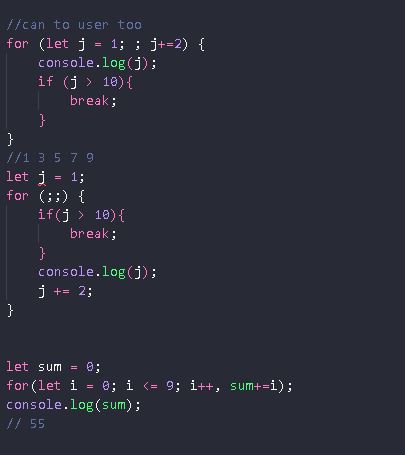 //can to user too
for (let j = 1; ; j+=2) {
    console.log(j);
    if (j > 10){
        break;
    }
}
//1 3 5 7 9
let j = 1;
for (;;) {
    if(j > 10){
        break;
    }
    console.log(j);
    j += 2;
}
let sum = 0;
for(let i = 0; i <= 9; i++, sum+=i);
console.log(sum);
// 55